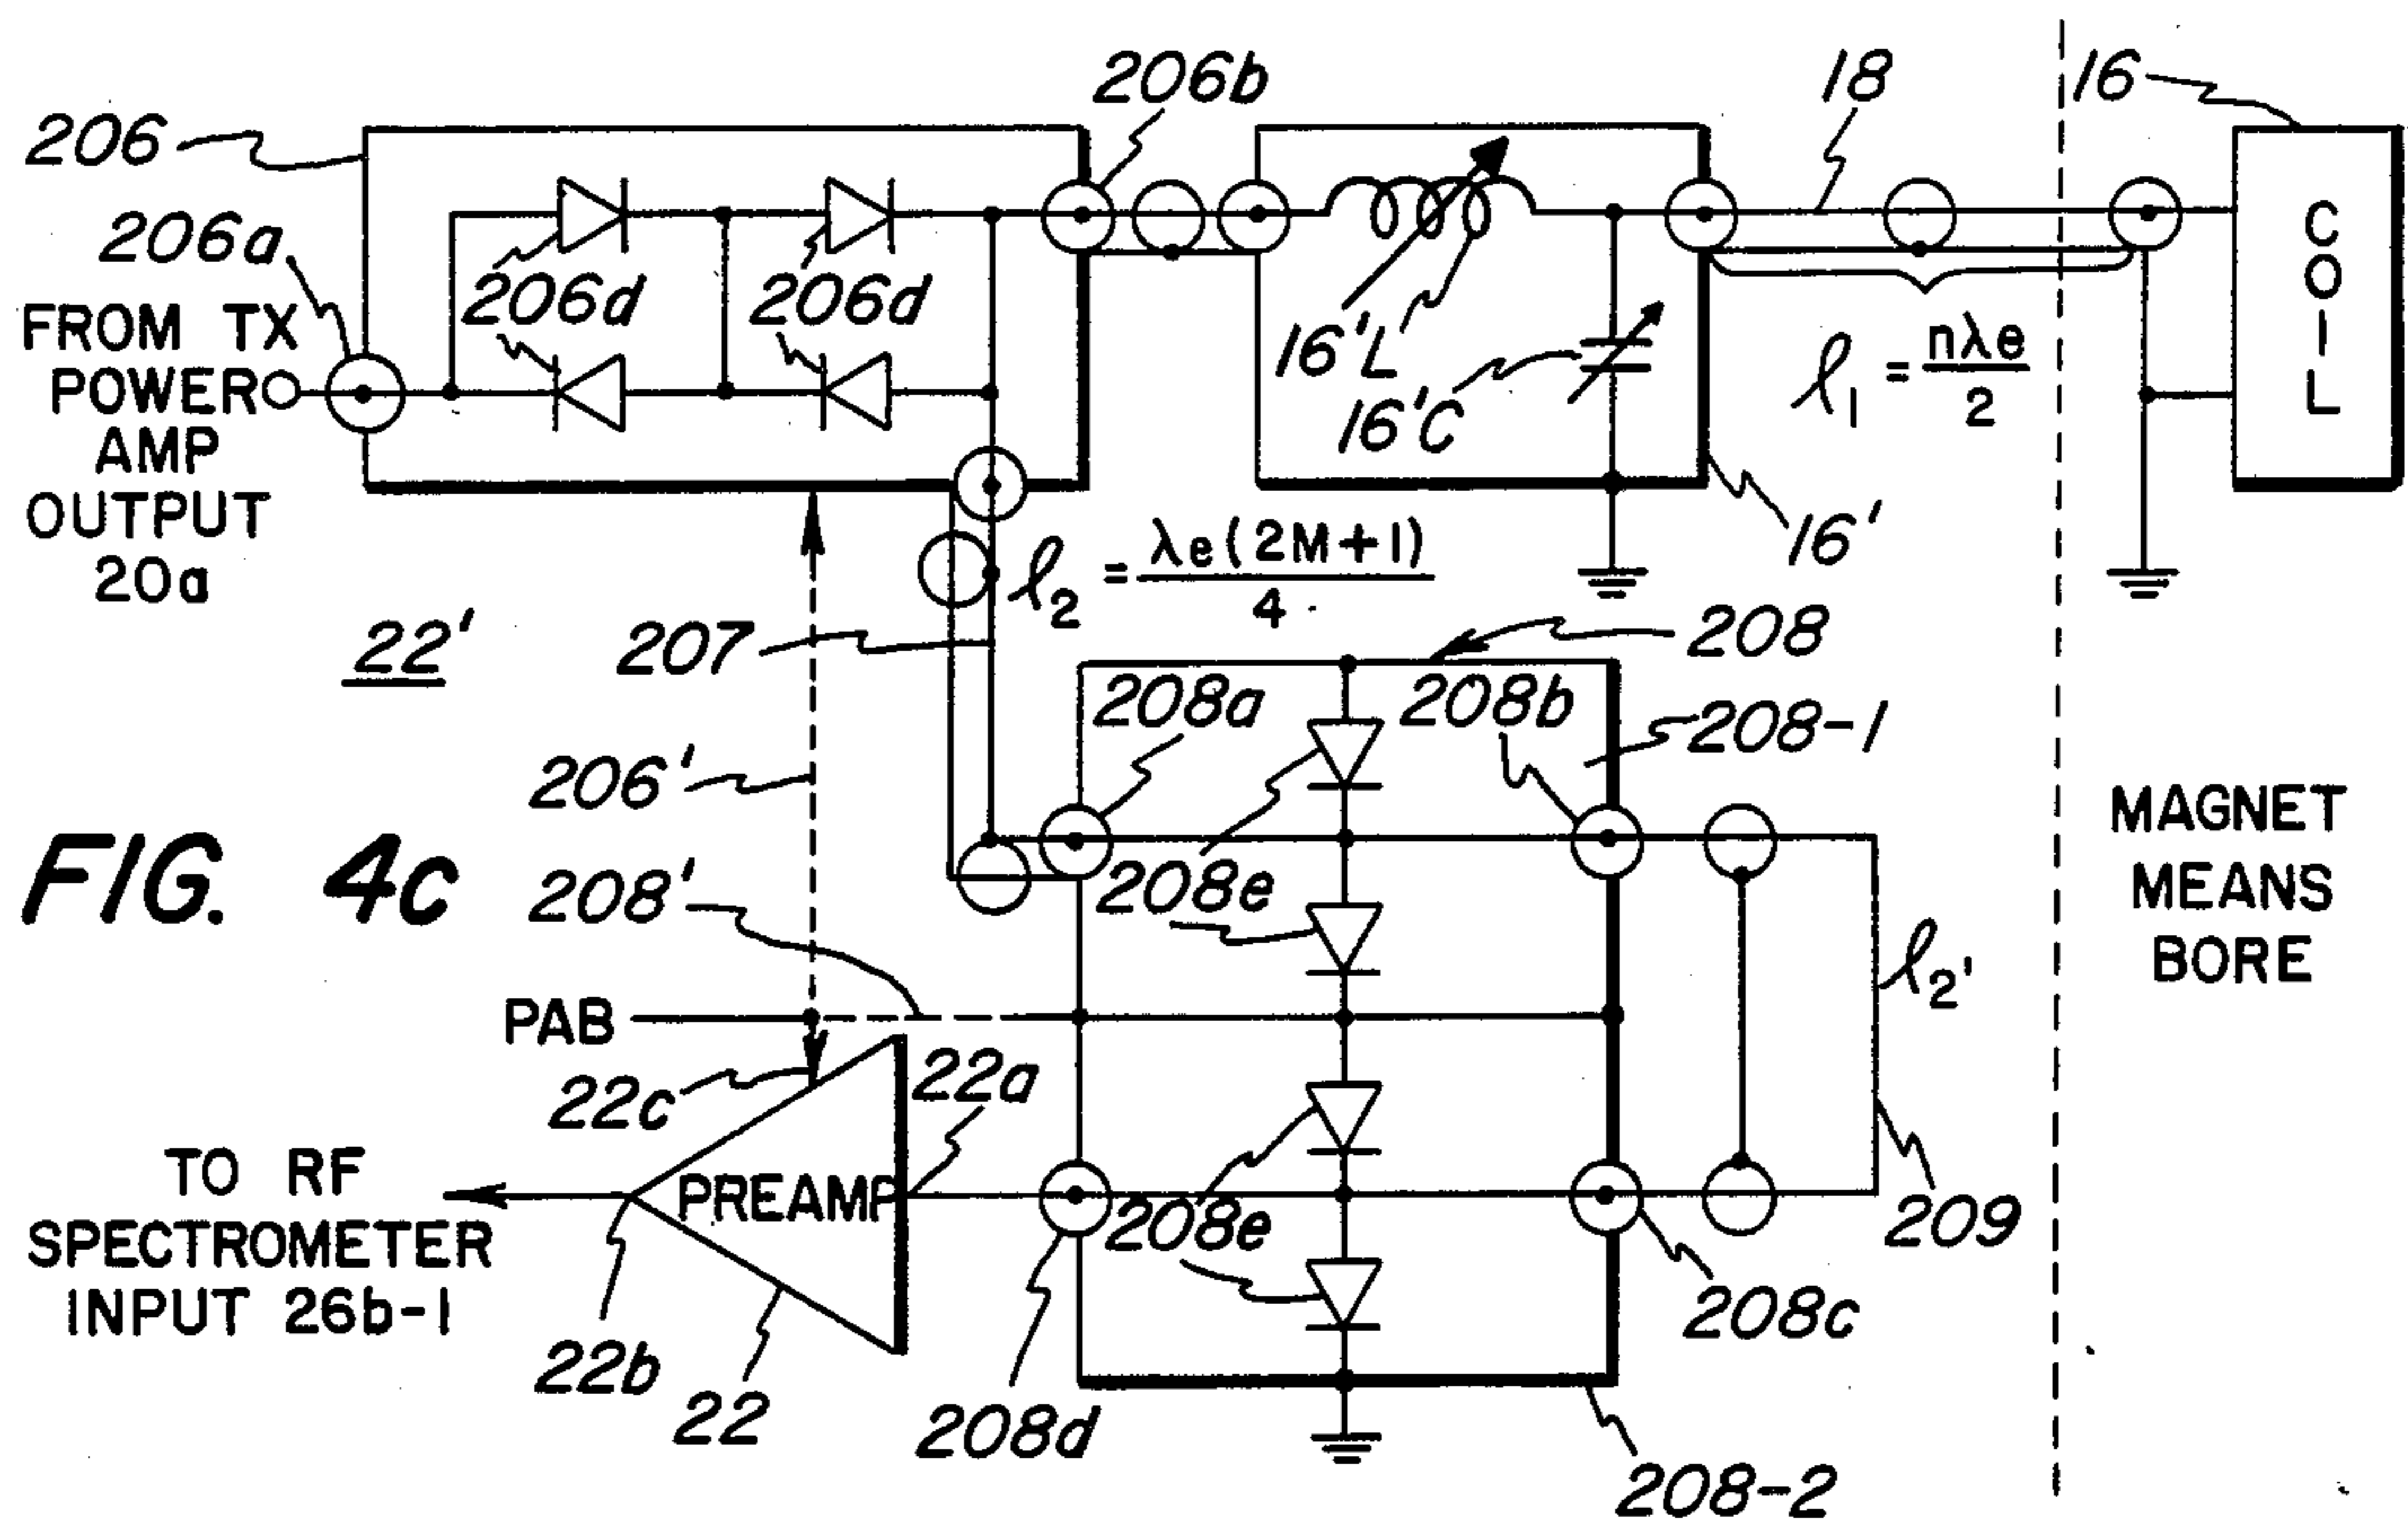 206b
18
16
206
206a
206d
206d
FROM TX
POWER
AMP
OUTPUT
20a
C
O
I
L
16'L
16'C
ℓ1 = nλe/2
16'
ℓ2 = λe(2M+1)/4
22'
207
208
208a
208b
208-1
206'
208e
MAGNET
MEANS
BORE
FIG. 4c
208'
ℓ2'
PAB
22c
22a
TO RF
SPECTROMETER
INPUT 26b-1
PREAMP
208e
209
208c
22b
22
208d
208-2